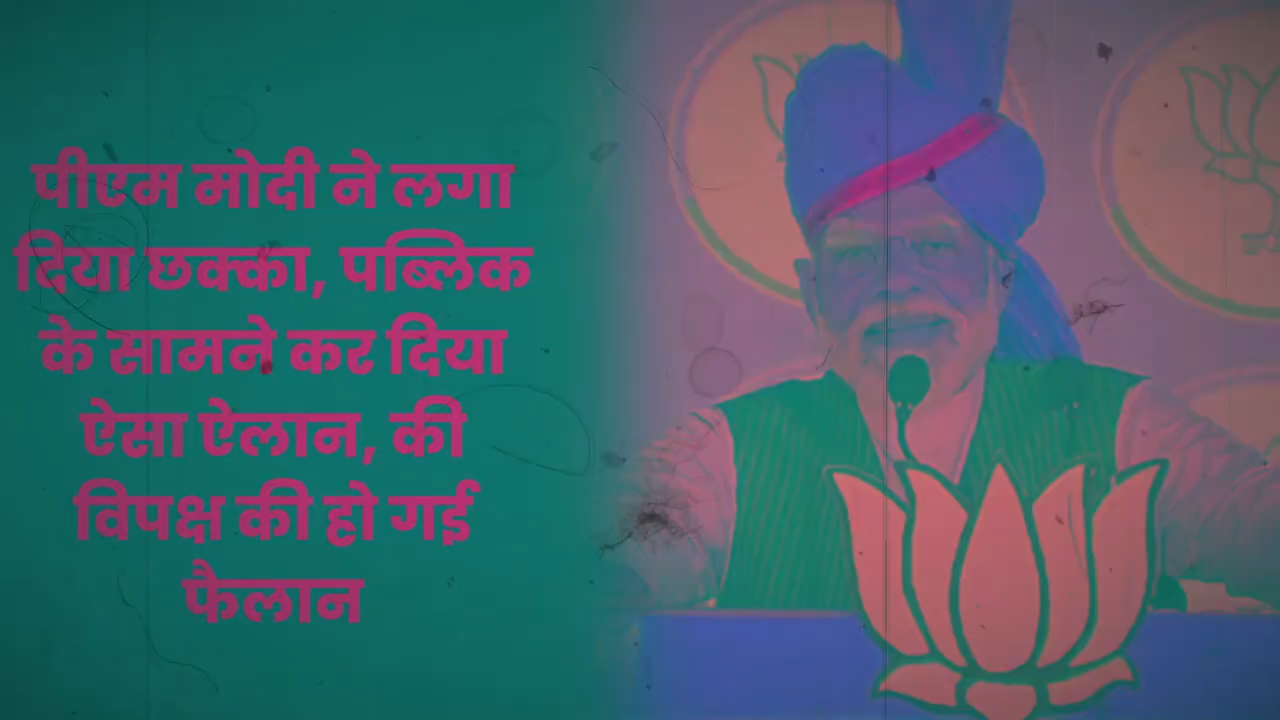 पीएम मोदी ने लगा
दिया छक्का, पब्लिक
के सामने कर दिया
ऐसा ऐलान, की
विपक्ष की हो गई
फैलान